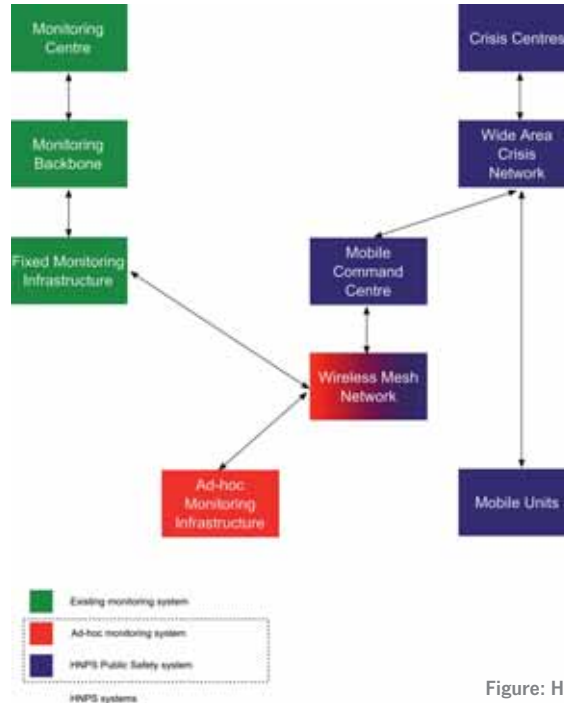 Monitoring
Centre
Crisis Centres
Monitoring
Backbone
Wide Area
Crisis
Network
Fixed Monitoring
Infrastructure
Mobile
Command
Centre
Wireless Mesh
Network
Ad-hoc
Monitoring
Infrastructure
Mobile Units
Existing monitoring system
Ad-hoc monitoring system
HNPS Public Safety system
HNPS systems
Figure: H